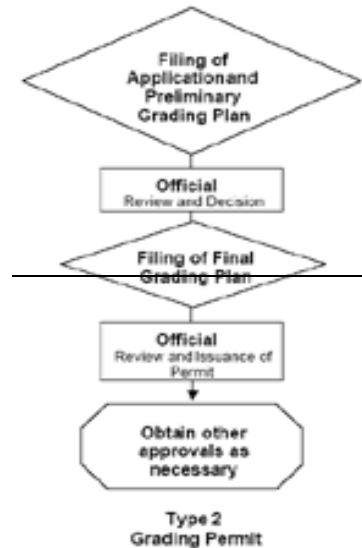 Filing of
Applicationand
Preliminary
Grading Plan
Official
Review and Decision
Filing of Final
Grading Plan
Official
Review and Issuance of
Permit
Obtain other
approvals as
necessary
Type 2
Grading Permit